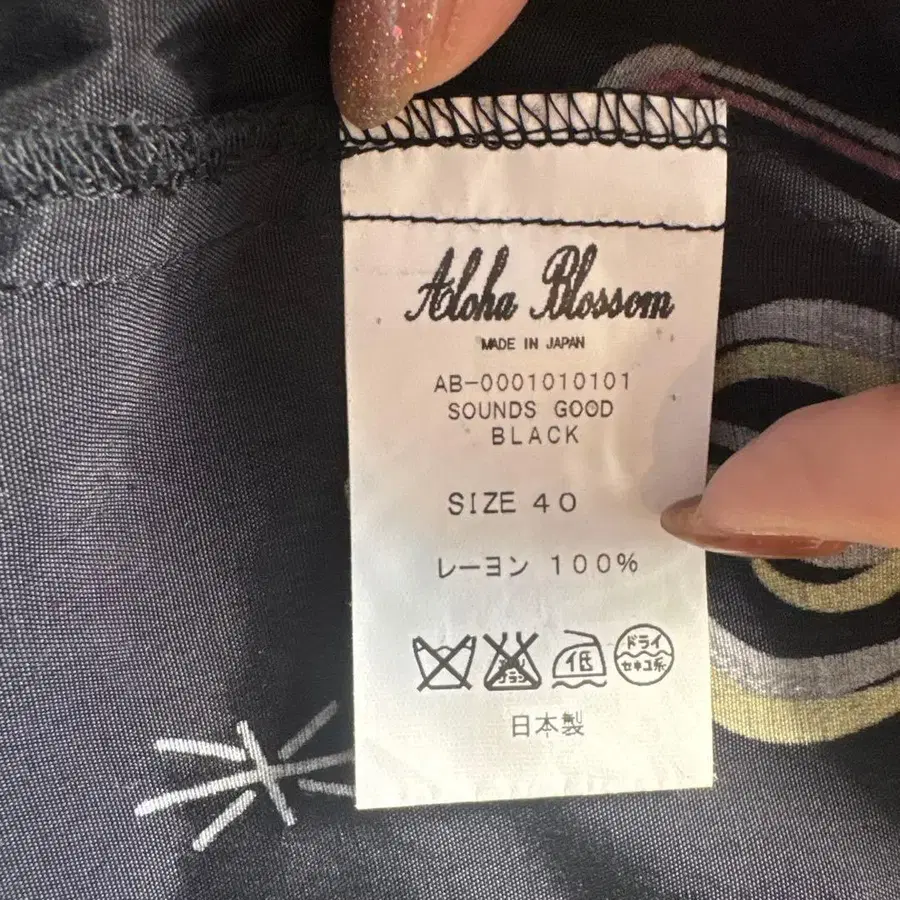 Aloha Blossom
MADE IN JAPAN
AB-0001010101
SOUNDS GOOD
BLACK
SIZE 40
レーヨン 100%
低
ドライ
セキユ系
日本製